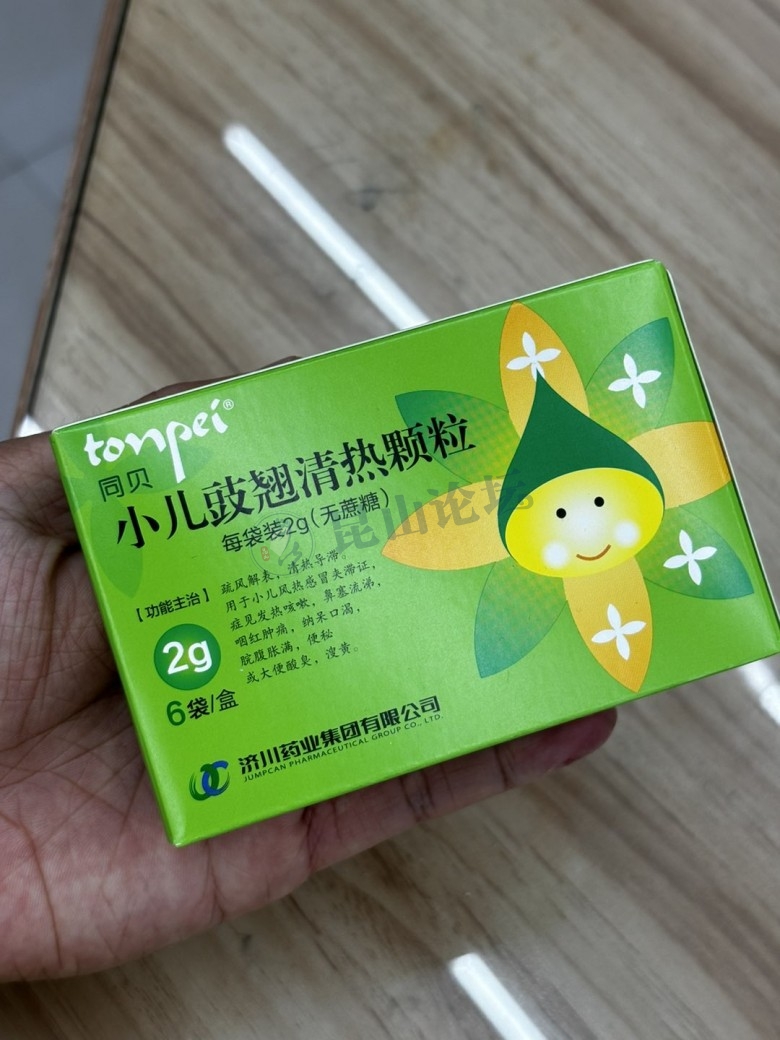 tonpei®
同贝
小儿豉翘清热颗粒
每袋装2g(无蔗糖)
【功能主治】
疏风解表，清热导滞。
用于小儿风热感冒夹滞证，
症见发热咳嗽，鼻塞流涕，
咽红肿痛，纳呆口渴，
脘腹胀满，便秘
或大便酸臭，溲黄。
2g
6袋/盒
济川药业集团有限公司
JUMPCAN PHARMACEUTICAL GROUP CO., LTD.
昆山论坛